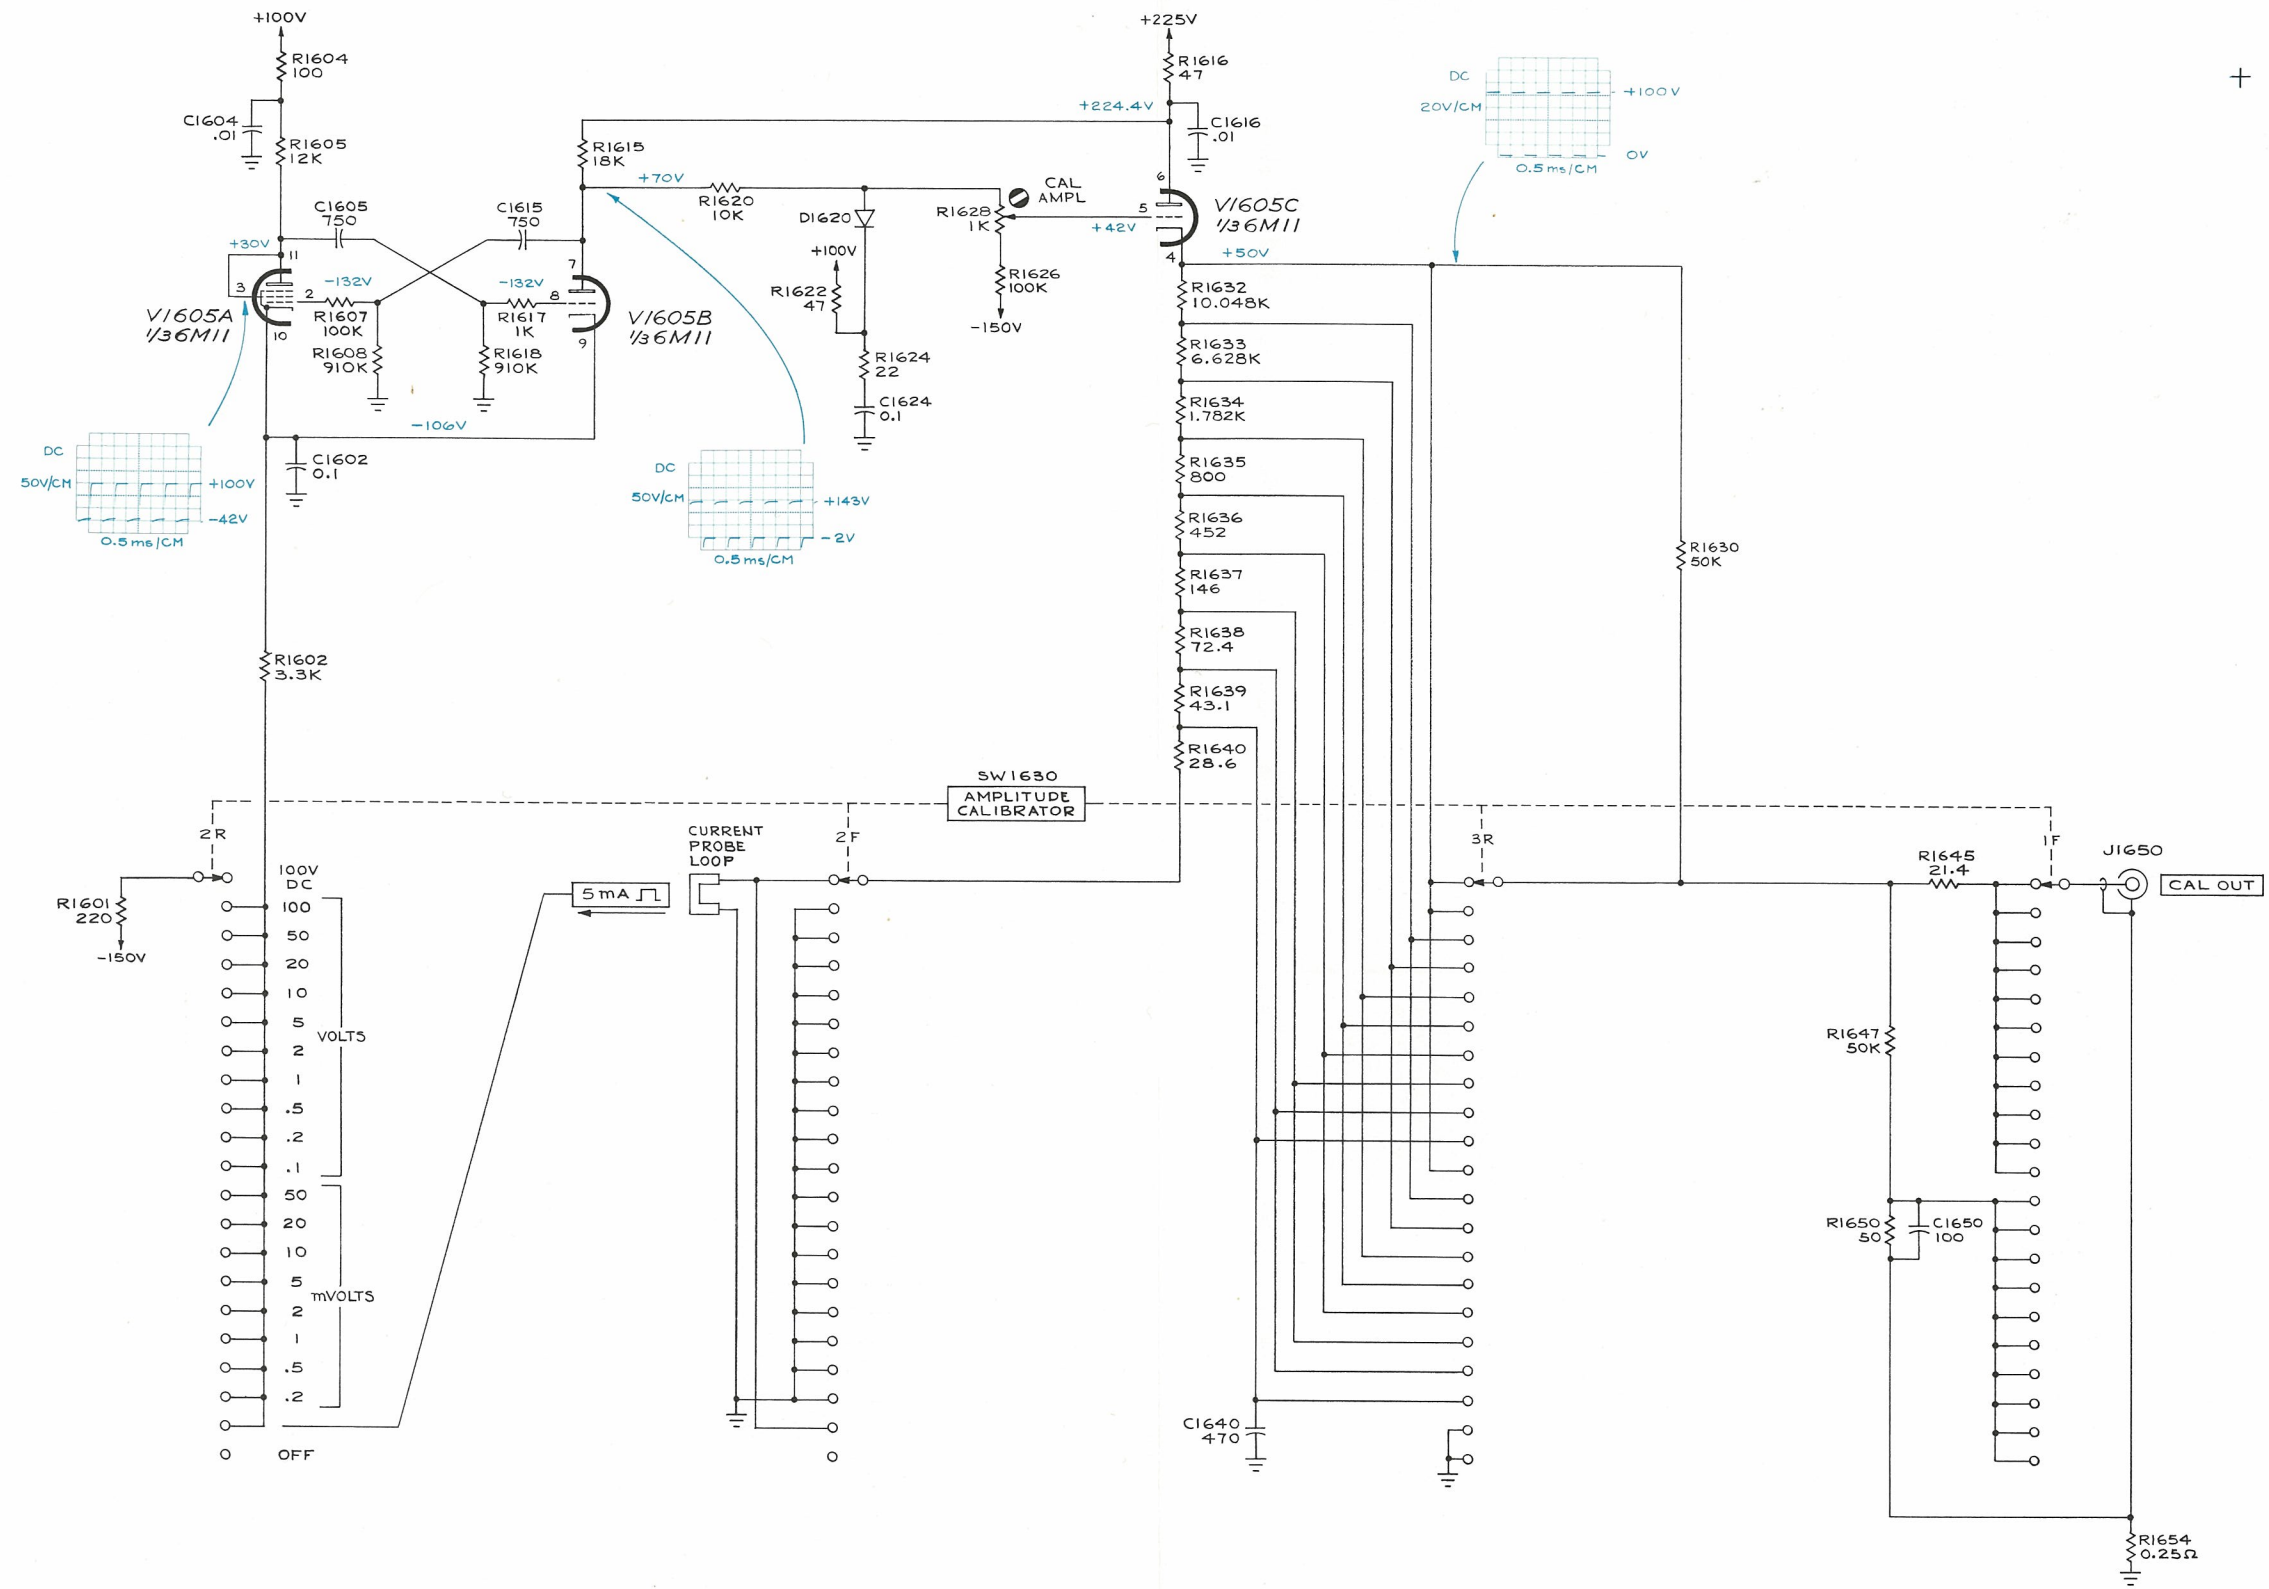 +100V
R1604
100
C1604
.01
R1605
12K
C1605
750
C1615
750
+30V
11
3
2
-132V
R1607
100K
V1605A
1/3 6M11
10
R1608
910K
-132V
8
R1617
1K
R1618
910K
7
9
V1605B
1/3 6M11
R1615
18K
+70V
R1620
10K
D1620
+100V
R1622
47
R1624
22
C1624
0.1
R1628
1K
CAL
AMPL
R1626
100K
-150V
+225V
R1616
47
+224.4V
C1616
.01
6
5
+42V
4
V1605C
1/3 6M11
+50V
DC
20V/CM
+100V
0V
0.5ms/CM
-106V
C1602
0.1
DC
50V/CM
+100V
-42V
0.5ms/CM
DC
50V/CM
+143V
-2V
0.5ms/CM
R1632
10.048K
R1633
6.628K
R1634
1.782K
R1635
800
R1636
452
R1637
146
R1638
72.4
R1639
43.1
R1640
28.6
R1630
50K
R1602
3.3K
SW1630
AMPLITUDE
CALIBRATOR
2R
2F
3R
1F
R1601
220
-150V
100V
DC
100
50
20
10
5
2
1
.5
.2
.1
VOLTS
50
20
10
5
2
1
.5
.2
mVOLTS
OFF
5mA
CURRENT
PROBE
LOOP
C1640
470
R1645
21.4
J1650
CAL OUT
R1647
50K
R1650
50
C1650
100
R1654
0.25Ω